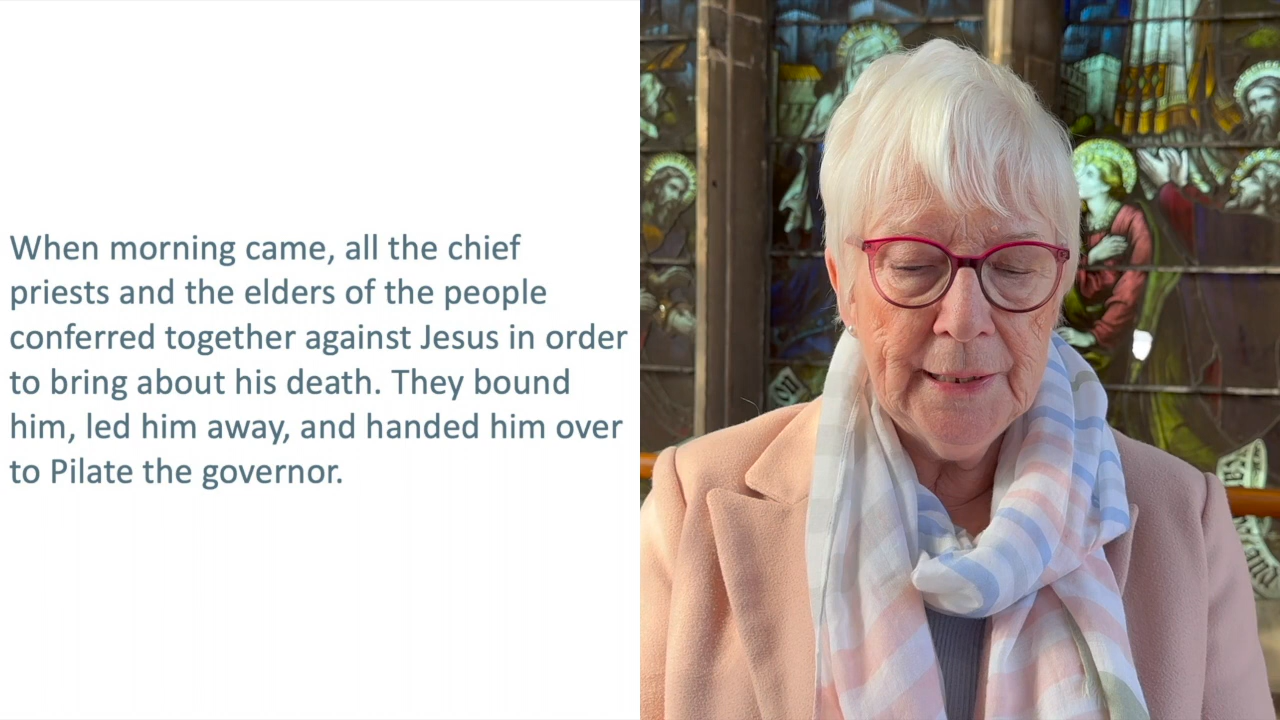 When morning came, all the chief
priests and the elders of the people
conferred together against Jesus in order
to bring about his death. They bound
him, led him away, and handed him over
to Pilate the governor.